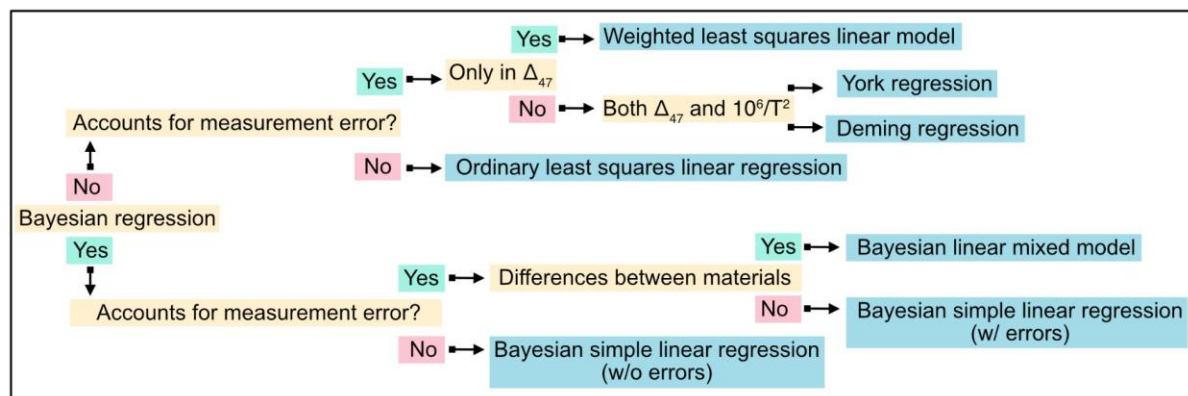 Yes
Weighted least squares linear model
Yes
Only in Δ₄₇
No
Both Δ₄₇ and 10⁶/T²
York regression
Deming regression
Accounts for measurement error?
No
Ordinary least squares linear regression
No
Bayesian regression
Yes
Accounts for measurement error?
Yes
Differences between materials
Yes
Bayesian linear mixed model
No
Bayesian simple linear regression
(w/ errors)
No
Bayesian simple linear regression
(w/o errors)